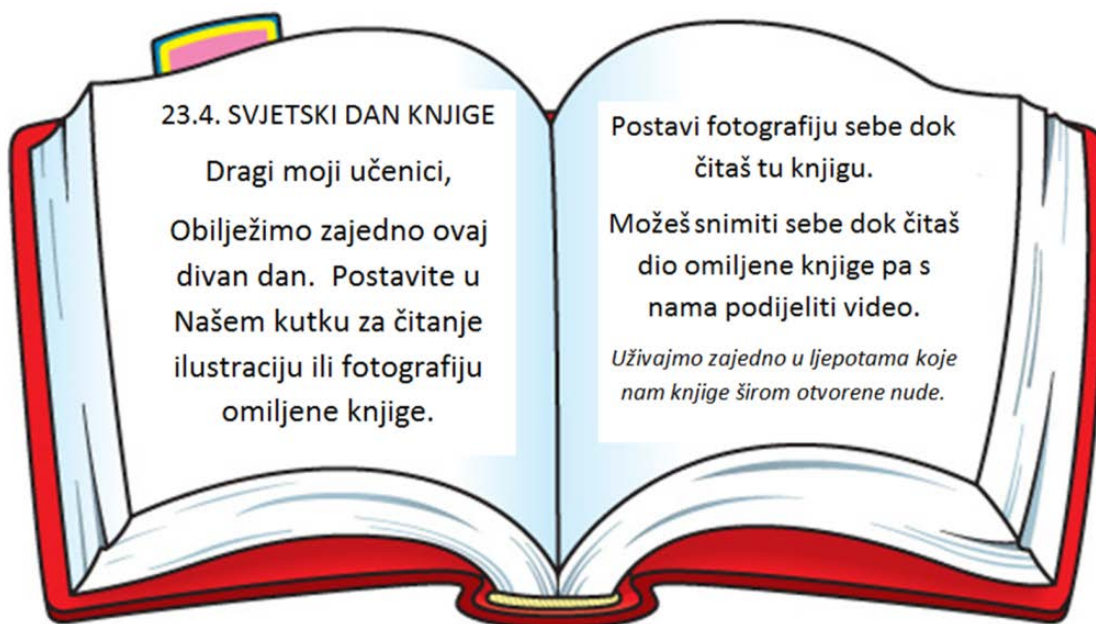 23.4. SVJETSKI DAN KNJIGE
Dragi moji učenici,
Obilježimo zajedno ovaj
divan dan.  Postavite u
Našem kutku za čitanje
ilustraciju ili fotografiju
omiljene knjige.
Postavi fotografiju sebe dok
čitaš tu knjigu.
Možeš snimiti sebe dok čitaš
dio omiljene knjige pa s
nama podijeliti video.
Uživajmo zajedno u ljepotama koje
nam knjige širom otvorene nude.